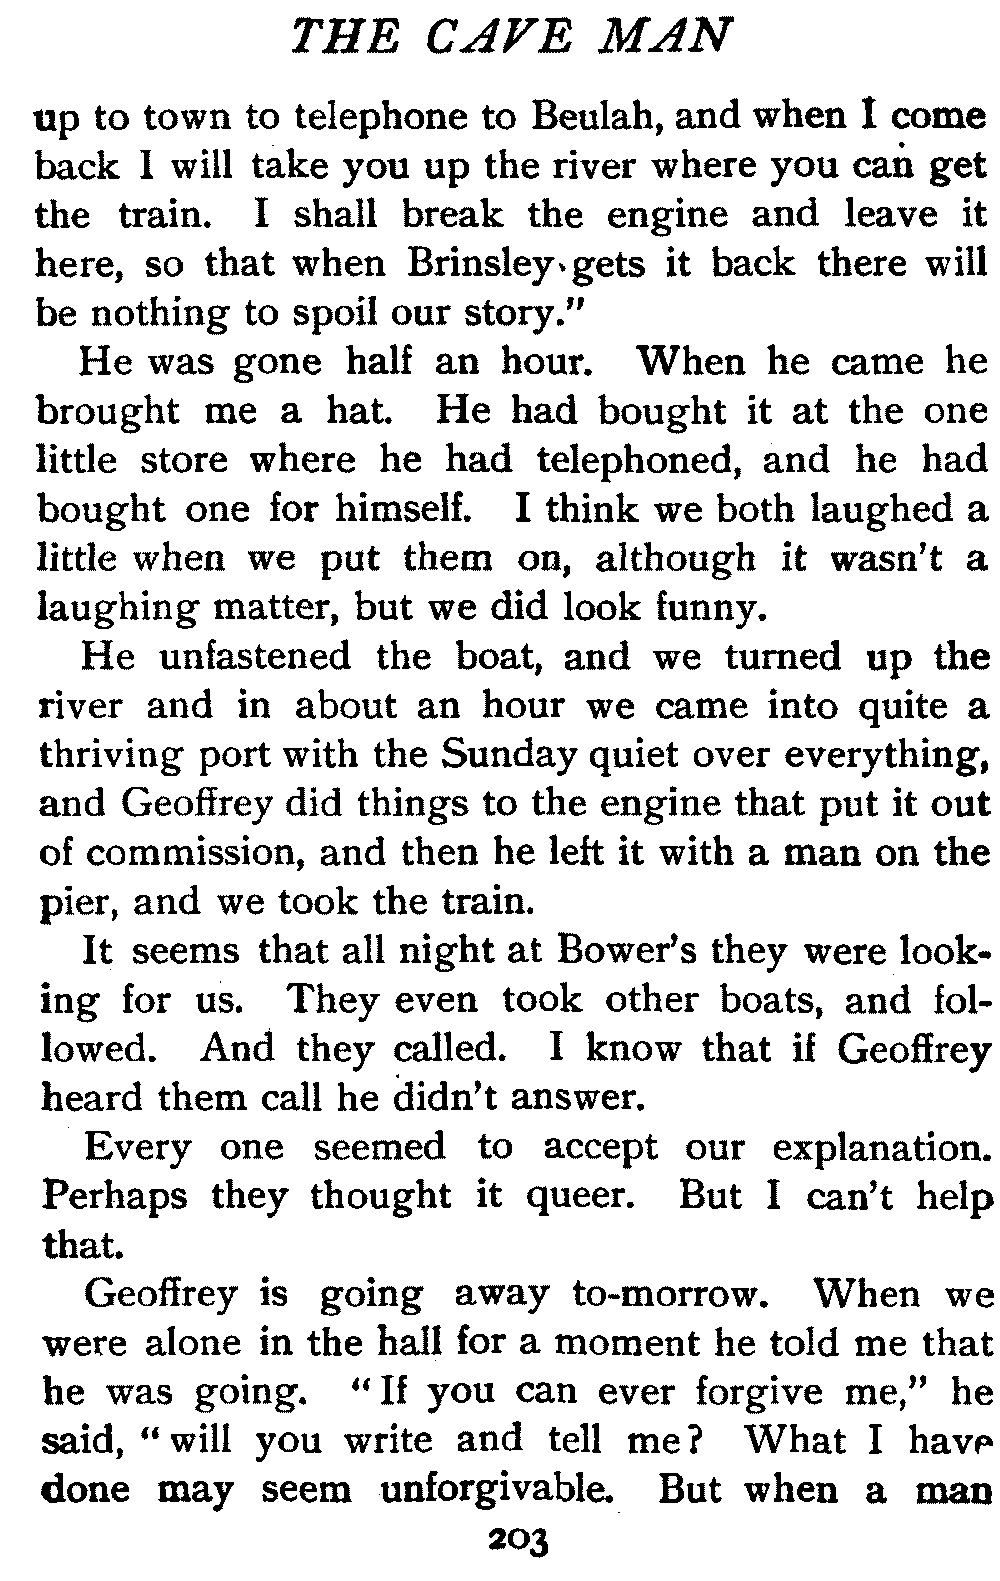 THE CAVE MAN
up to town to telephone to Beulah, and when I come
back I will take you up the river where you can get
the train. I shall break the engine and leave it
here, so that when Brinsley gets it back there will
be nothing to spoil our story."
He was gone half an hour. When he came he
brought me a hat. He had bought it at the one
little store where he had telephoned, and he had
bought one for himself. I think we both laughed a
little when we put them on, although it wasn't a
laughing matter, but we did look funny.
He unfastened the boat, and we turned up the
river and in about an hour we came into quite a
thriving port with the Sunday quiet over everything,
and Geoffrey did things to the engine that put it out
of commission, and then he left it with a man on the
pier, and we took the train.
It seems that all night at Bower's they were look-
ing for us. They even took other boats, and fol-
lowed. And they called. I know that if Geoffrey
heard them call he didn't answer.
Every one seemed to accept our explanation.
Perhaps they thought it queer. But I can't help
that.
Geoffrey is going away to-morrow. When we
were alone in the hall for a moment he told me that
he was going. "If you can ever forgive me," he
said, "will you write and tell me? What I have
done may seem unforgivable. But when a man
203